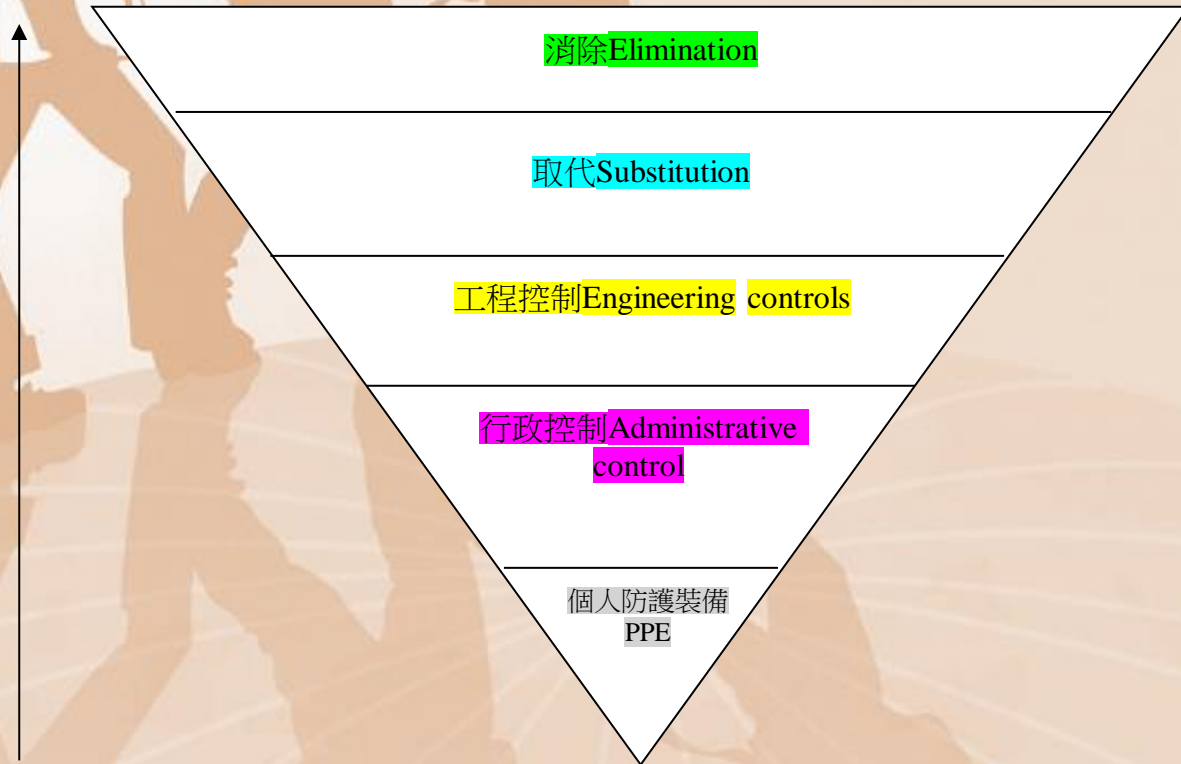 消除Elimination
取代Substitution
工程控制Engineering controls
行政控制Administrative
control
個人防護裝備
PPE